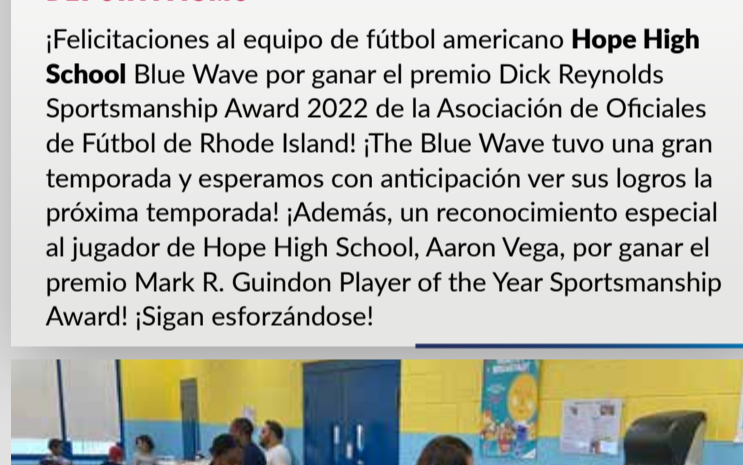 ¡Felicitaciones al equipo de fútbol americano Hope High
School Blue Wave por ganar el premio Dick Reynolds
Sportsmanship Award 2022 de la Asociación de Oficiales
de Fútbol de Rhode Island! ¡The Blue Wave tuvo una gran
temporada y esperamos con anticipación ver sus logros la
próxima temporada! ¡Además, un reconocimiento especial
al jugador de Hope High School, Aaron Vega, por ganar el
premio Mark R. Guindon Player of the Year Sportsmanship
Award! ¡Sigan esforzándose!